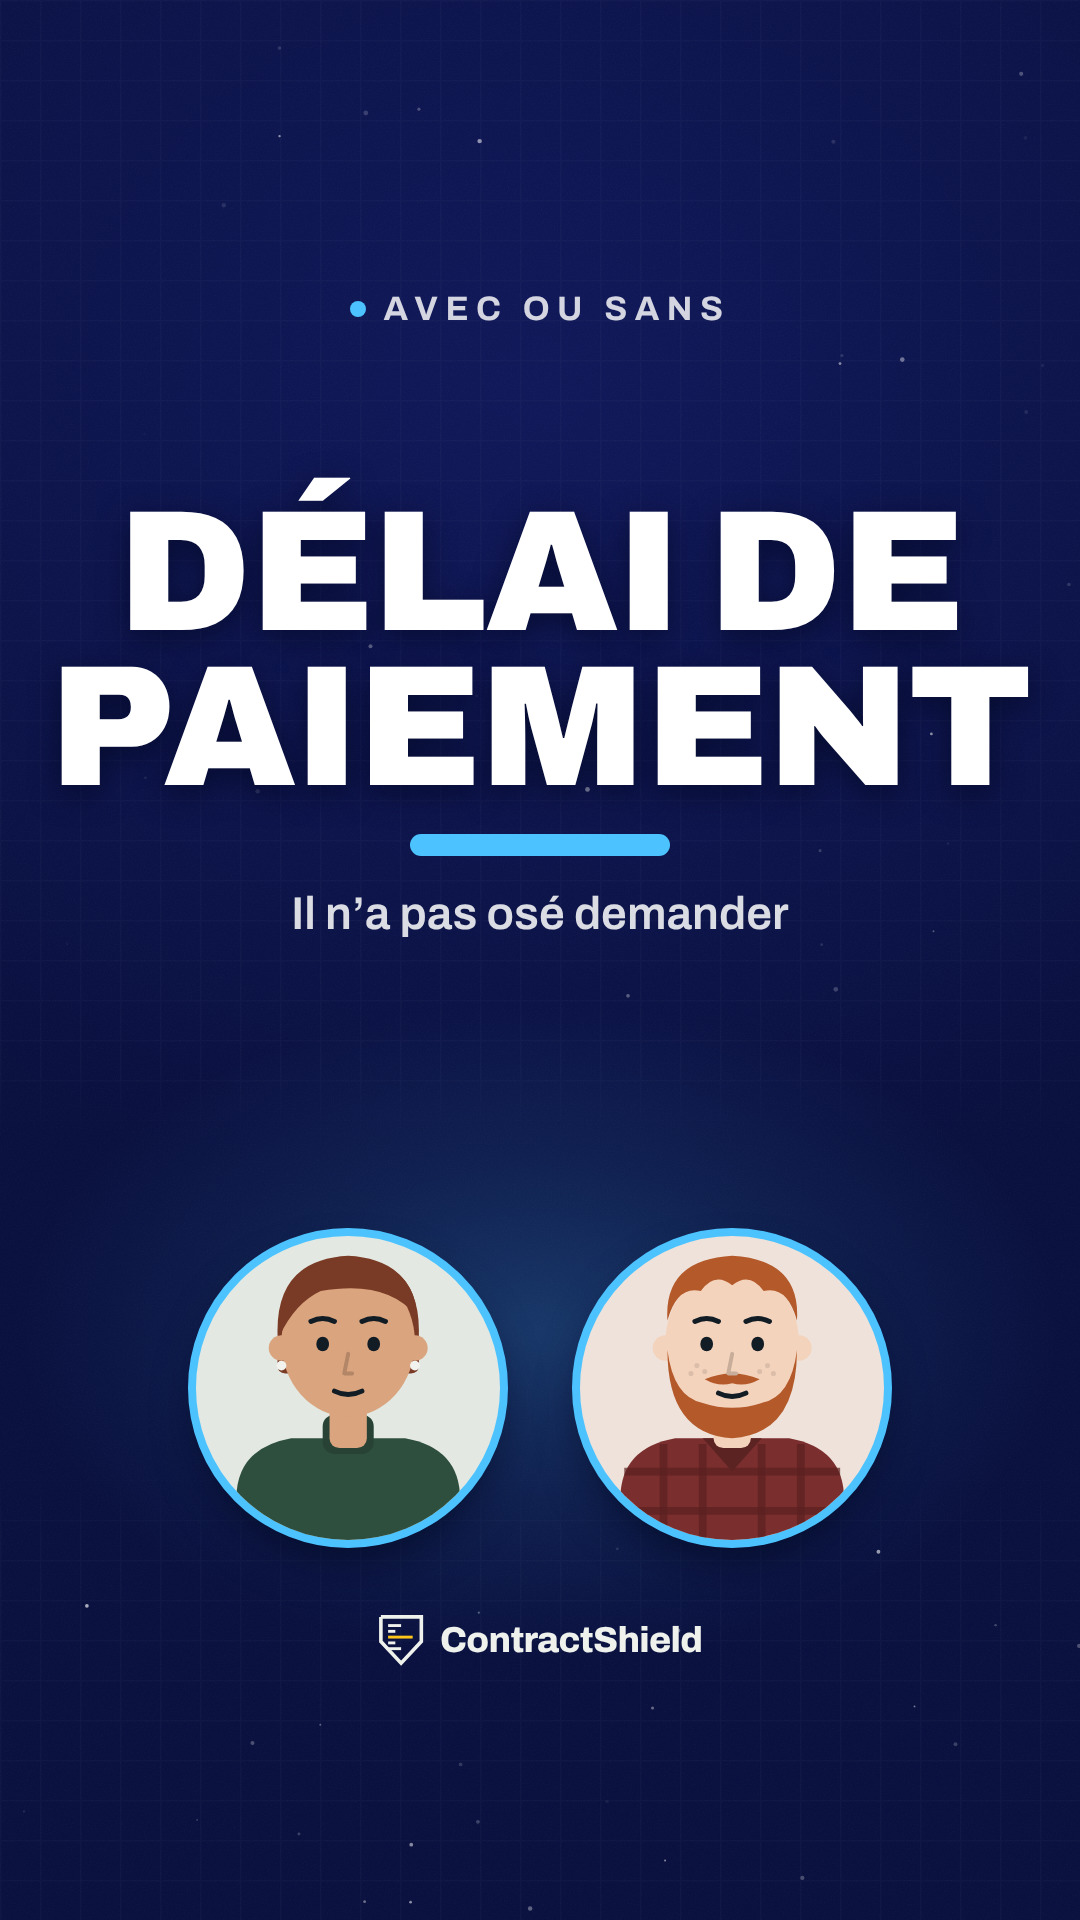 AVEC OU SANS
DÉLAI DE
PAIEMENT
Il n’a pas osé demander
ContractShield